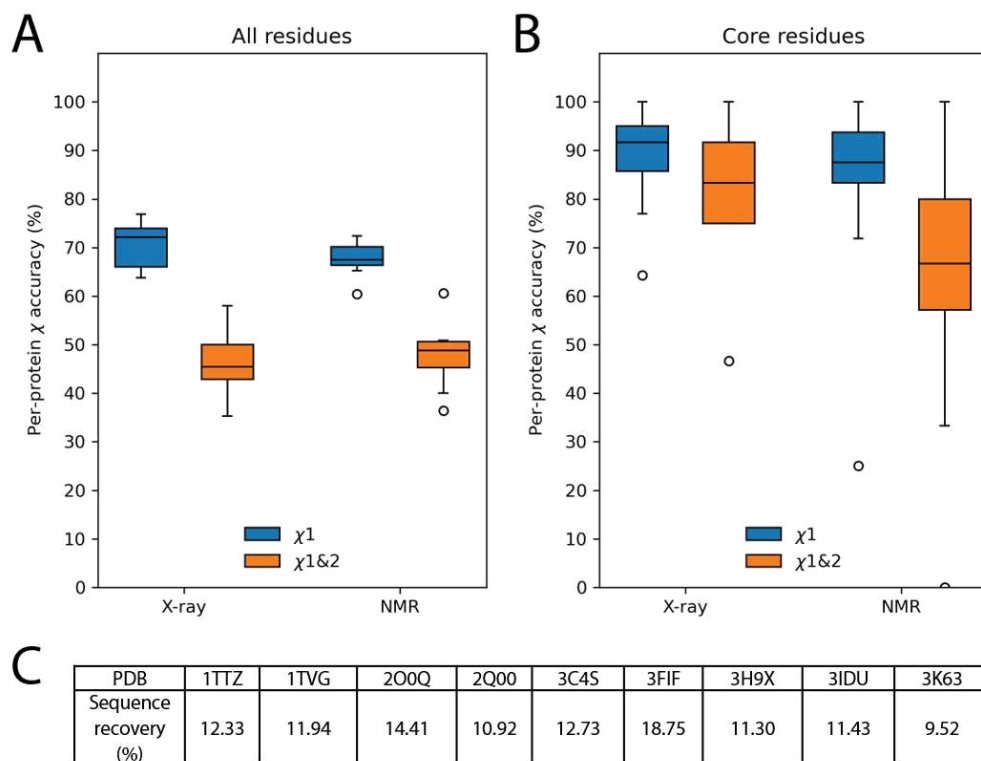 A
All residues
Per-protein χ accuracy (%)
100
90
80
70
60
50
40
30
20
10
0
χ1
χ1&2
X-ray NMR
B
Core residues
Per-protein χ accuracy (%)
100
90
80
70
60
50
40
30
20
10
0
χ1
χ1&2
X-ray NMR
C
PDB 1TTZ 1TVG 2O0Q 2Q00 3C4S 3FIF 3H9X 3IDU 3K63
Sequence
recovery 12.33 11.94 14.41 10.92 12.73 18.75 11.30 11.43 9.52
(%)